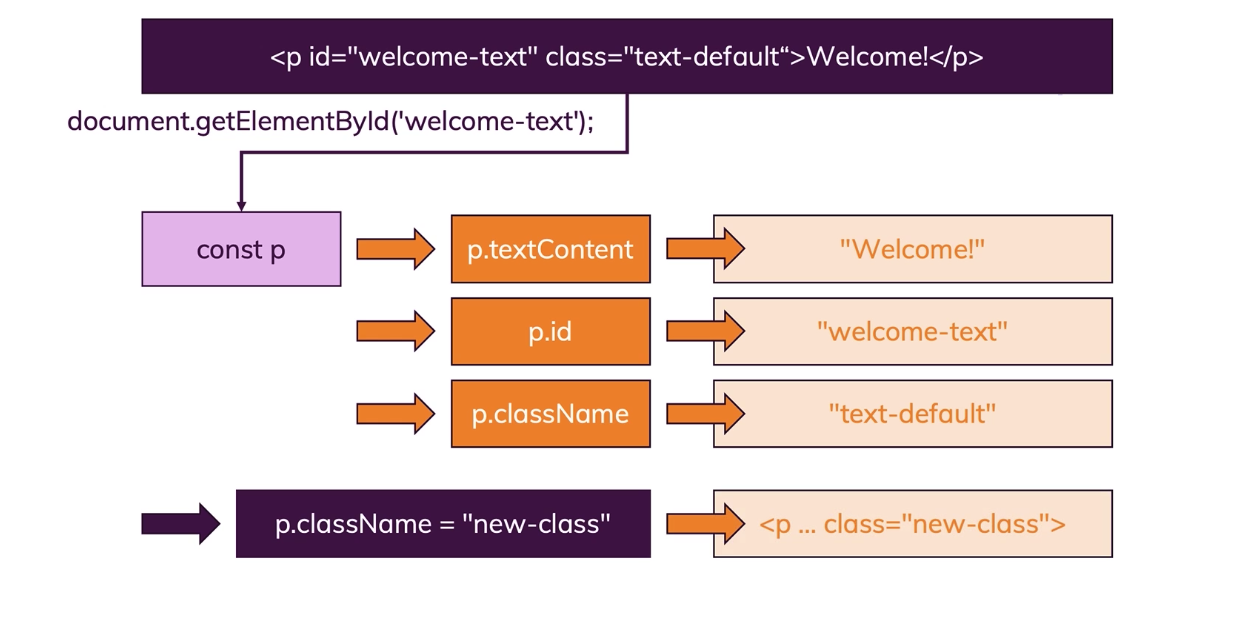 <p id="welcome-text" class="text-default“>Welcome!</p>
document.getElementById('welcome-text');
const p
p.textContent
"Welcome!"
p.id
"welcome-text"
p.className
"text-default"
p.className = "new-class"
<p ... class="new-class">